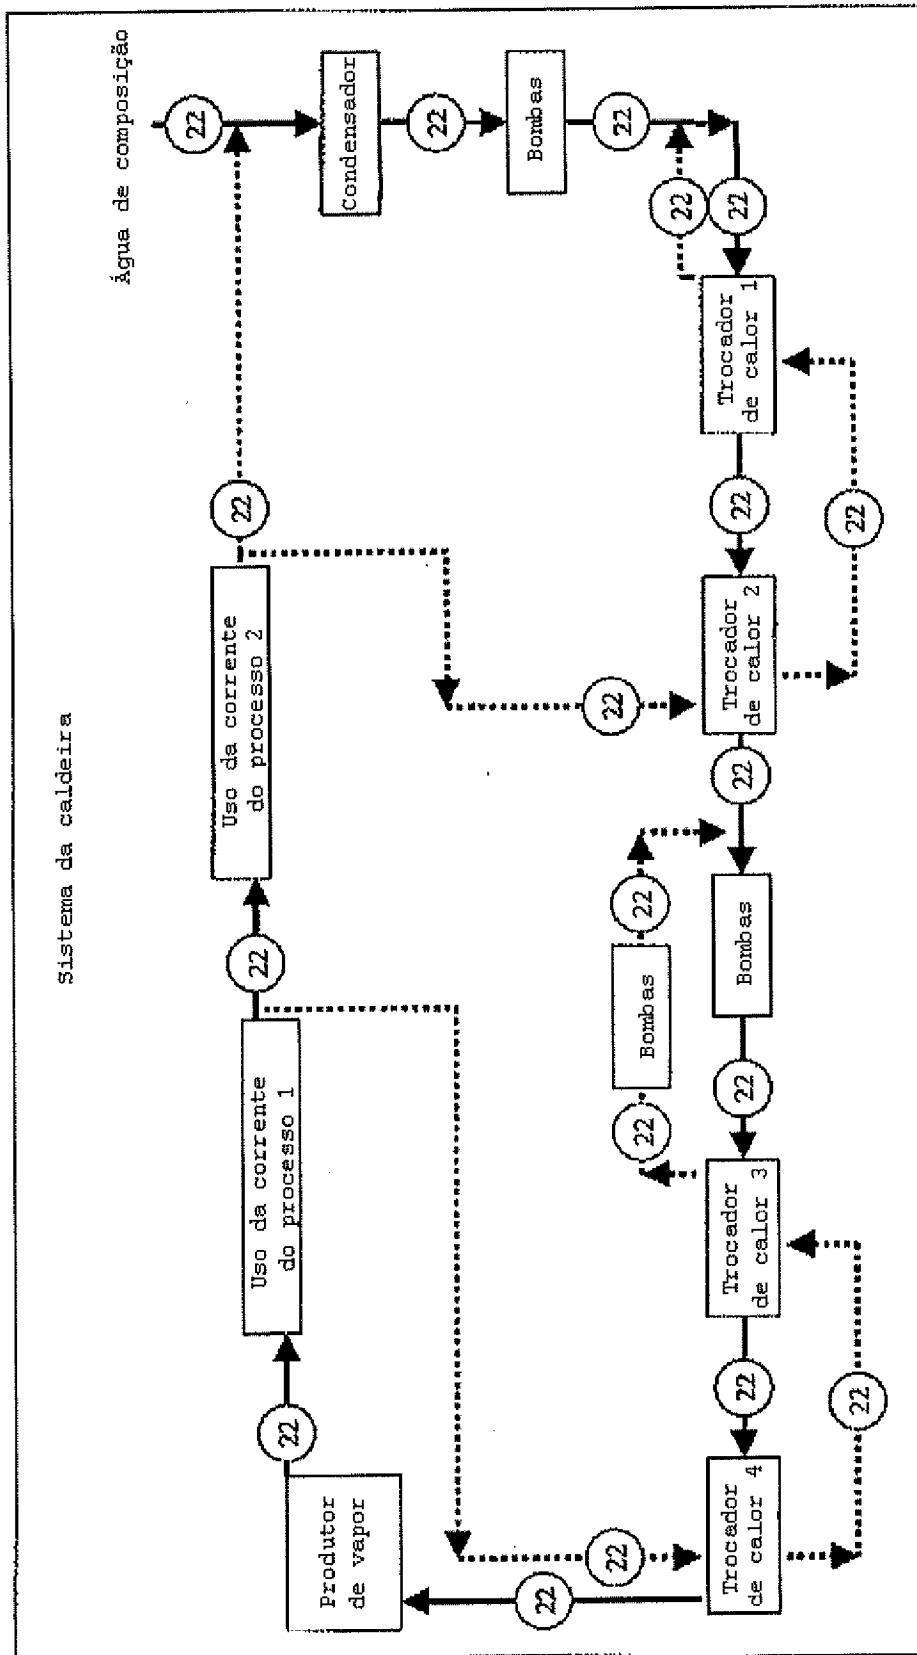 Sistema da caldeira
Água de composição
22
Uso da corrente
do processo 2
22
22
Uso da corrente
do processo 1
22
Produtor
de vapor
Condensador
22
Bombas
22
22
22
22
22
Bombas
22
22
22
Trocador
de calor 4
22
Trocador
de calor 3
22
Bombas
22
Trocador
de calor 2
22
Trocador
de calor 1
22
22